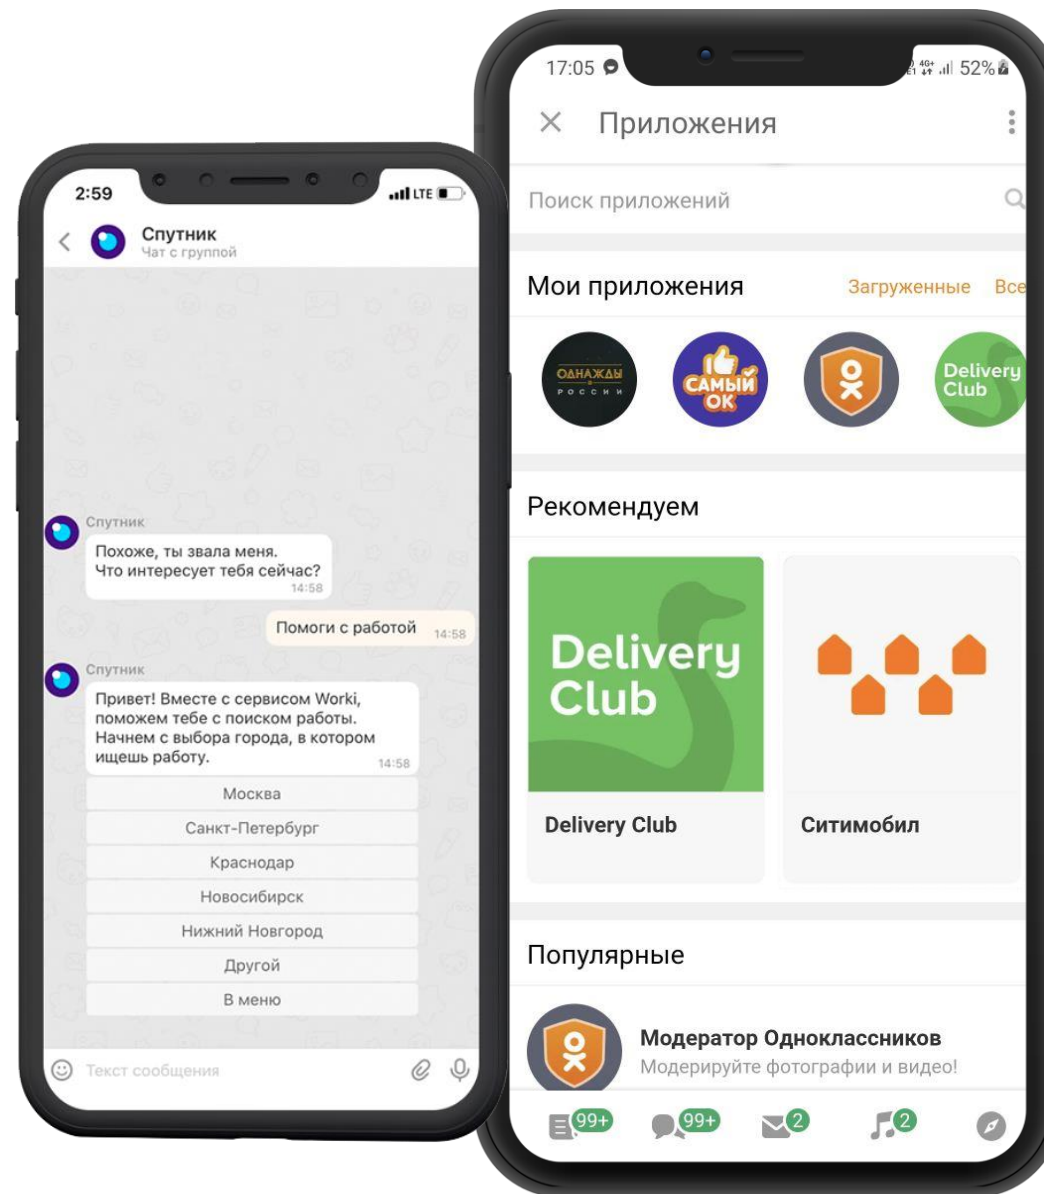 2:59
LTE
Спутник
Чат с группой
Спутник
Похоже, ты звала меня.
Что интересует тебя сейчас?
14:58
Помоги с работой
14:58
Спутник
Привет! Вместе с сервисом Worki,
поможем тебе с поиском работы.
Начнем с выбора города, в котором
ищешь работу.
14:58
Москва
Санкт-Петербург
Краснодар
Новосибирск
Нижний Новгород
Другой
В меню
Текст сообщения
17:05
4G+
52%
Приложения
Поиск приложений
Мои приложения
Загруженные
Все
ОДНАЖДЫ
В
РОССИИ
САМЫЙ
ОК
Delivery
Club
Рекомендуем
Delivery
Club
Delivery Club
Ситимобил
Популярные
Модератор Одноклассников
Модерируйте фотографии и видео!
99+
99+
2
2